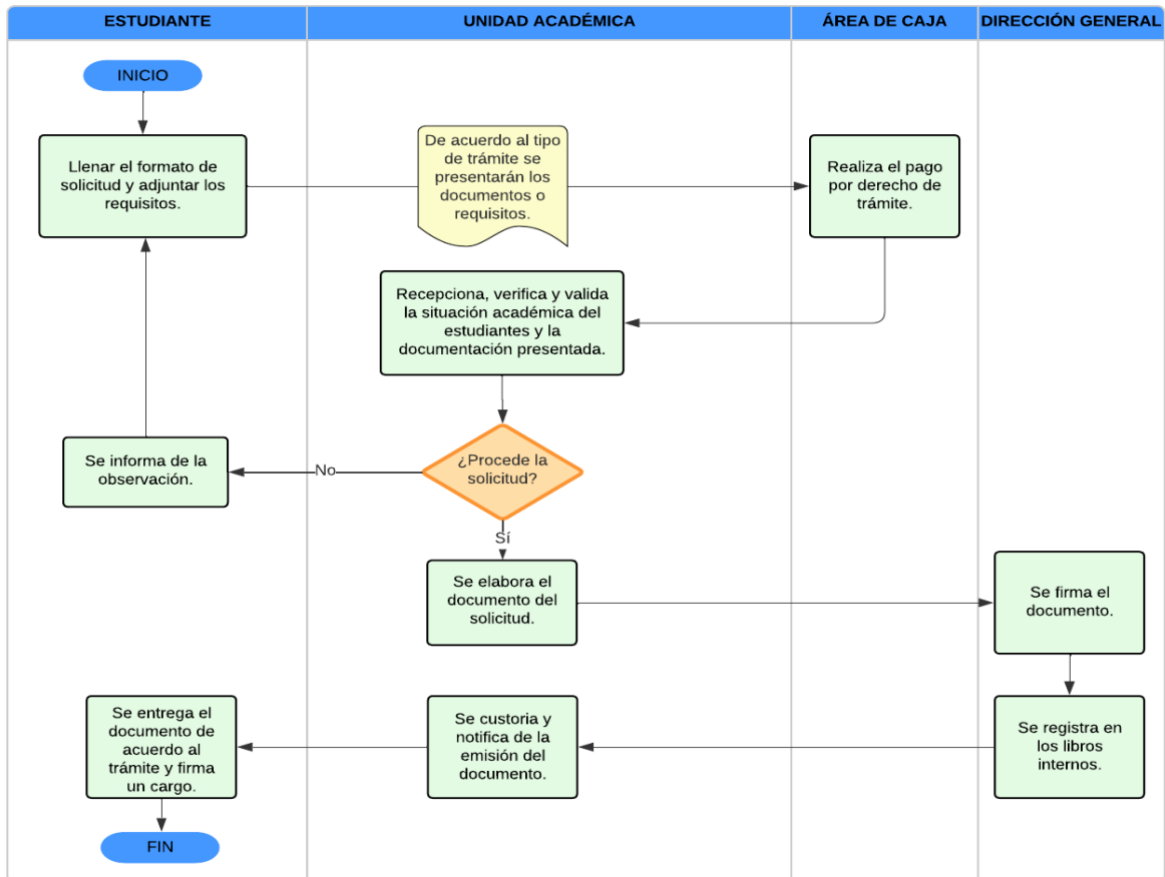 ESTUDIANTE
UNIDAD ACADÉMICA
ÁREA DE CAJA
DIRECCIÓN GENERAL
INICIO
Llenar el formato de
solicitud y adjuntar los
requisitos.
De acuerdo al tipo
de trámite se
presentarán los
documentos o
requisitos.
Realiza el pago
por derecho de
trámite.
Recepciona, verifica y valida
la situación académica del
estudiantes y la
documentación presentada.
¿Procede la
solicitud?
No
Se informa de la
observación.
Sí
Se elabora el
documento del
solicitud.
Se firma el
documento.
Se registra en
los libros
internos.
Se custoria y
notifica de la
emisión del
documento.
Se entrega el
documento de
acuerdo al
trámite y firma
un cargo.
FIN